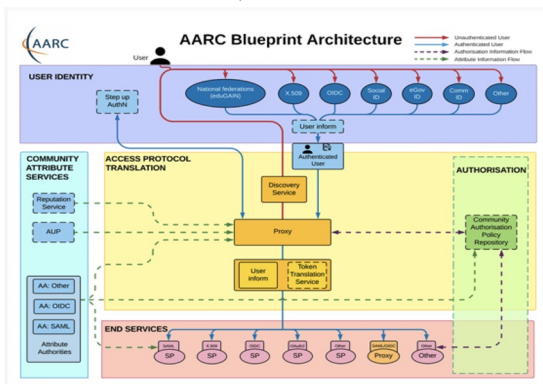 AARC
AARC Blueprint Architecture
User
Unauthenticated User
Authenticated User
Authorisation Information Flow
Attribute Information Flow
USER IDENTITY
Step up
AuthN
National federations
(eduGAIN)
X.509
OIDC
Social
ID
eGov
ID
Comm
ID
Other
User inform
Authenticated
User
COMMUNITY
ATTRIBUTE
SERVICES
ACCESS PROTOCOL
TRANSLATION
AUTHORISATION
Discovery
Service
Reputation
Service
AUP
Proxy
Community
Authorisation
Policy
Repository
User
inform
Token
Translation
Service
AA: Other
AA: OIDC
AA: SAML
Attribute
Authorities
END SERVICES
SAML
SP
X.509
SP
OIDC
SP
OAuth2
SP
Other
SP
SAML/OIDC
Proxy
Other
Other